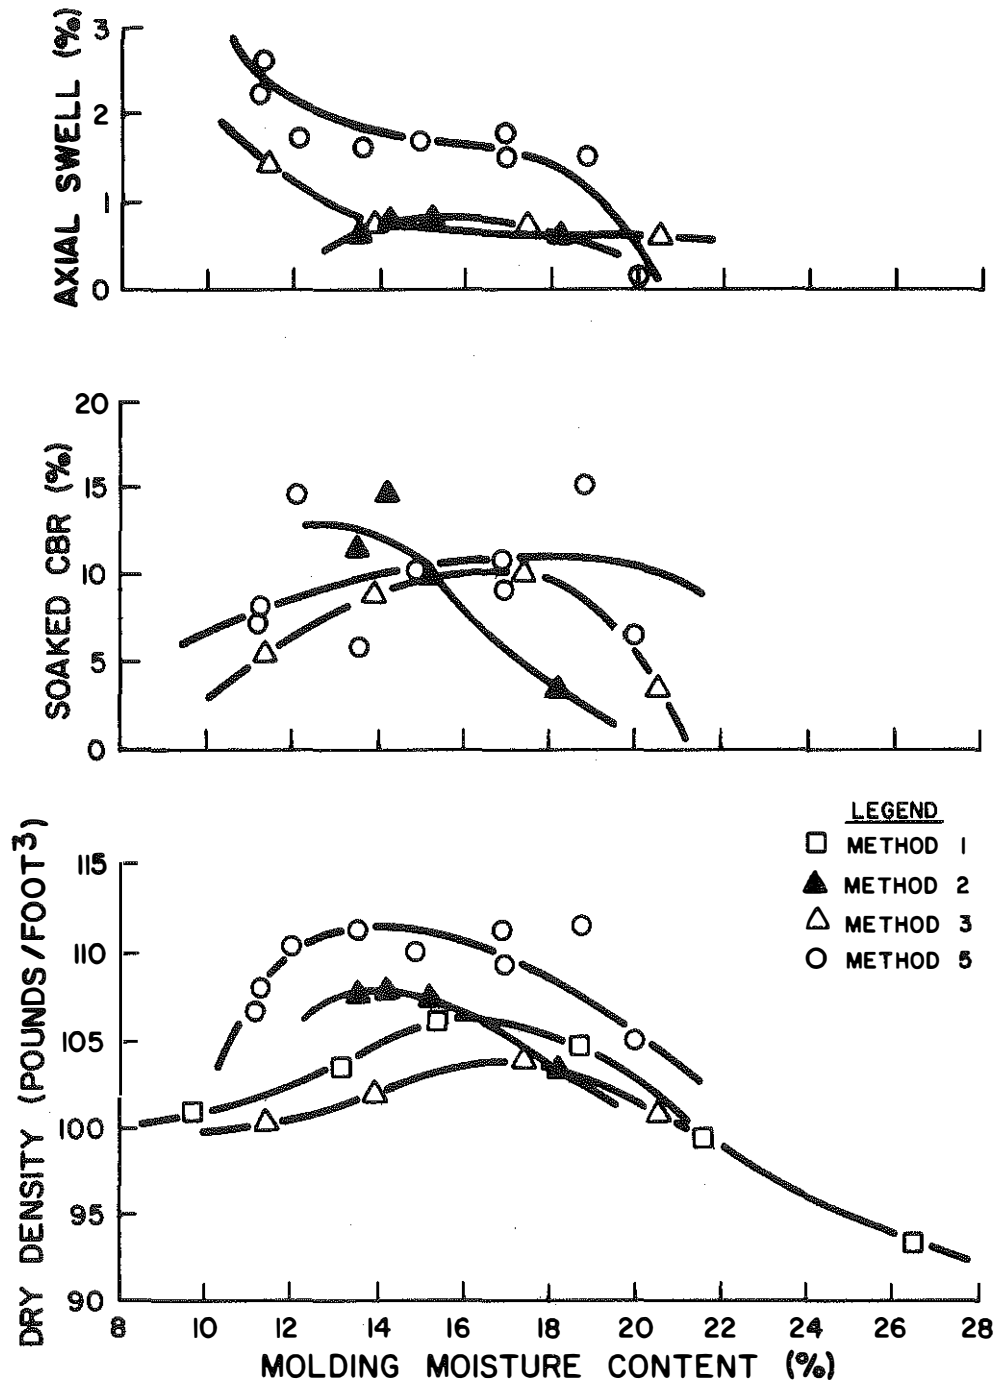 AXIAL SWELL (%)
3
2
1
0
SOAKED CBR (%)
20
15
10
5
0
LEGEND
METHOD 1
METHOD 2
METHOD 3
METHOD 5
DRY DENSITY (POUNDS/FOOT³)
115
110
105
100
95
90
8 10 12 14 16 18 20 22 24 26 28
MOLDING MOISTURE CONTENT (%)